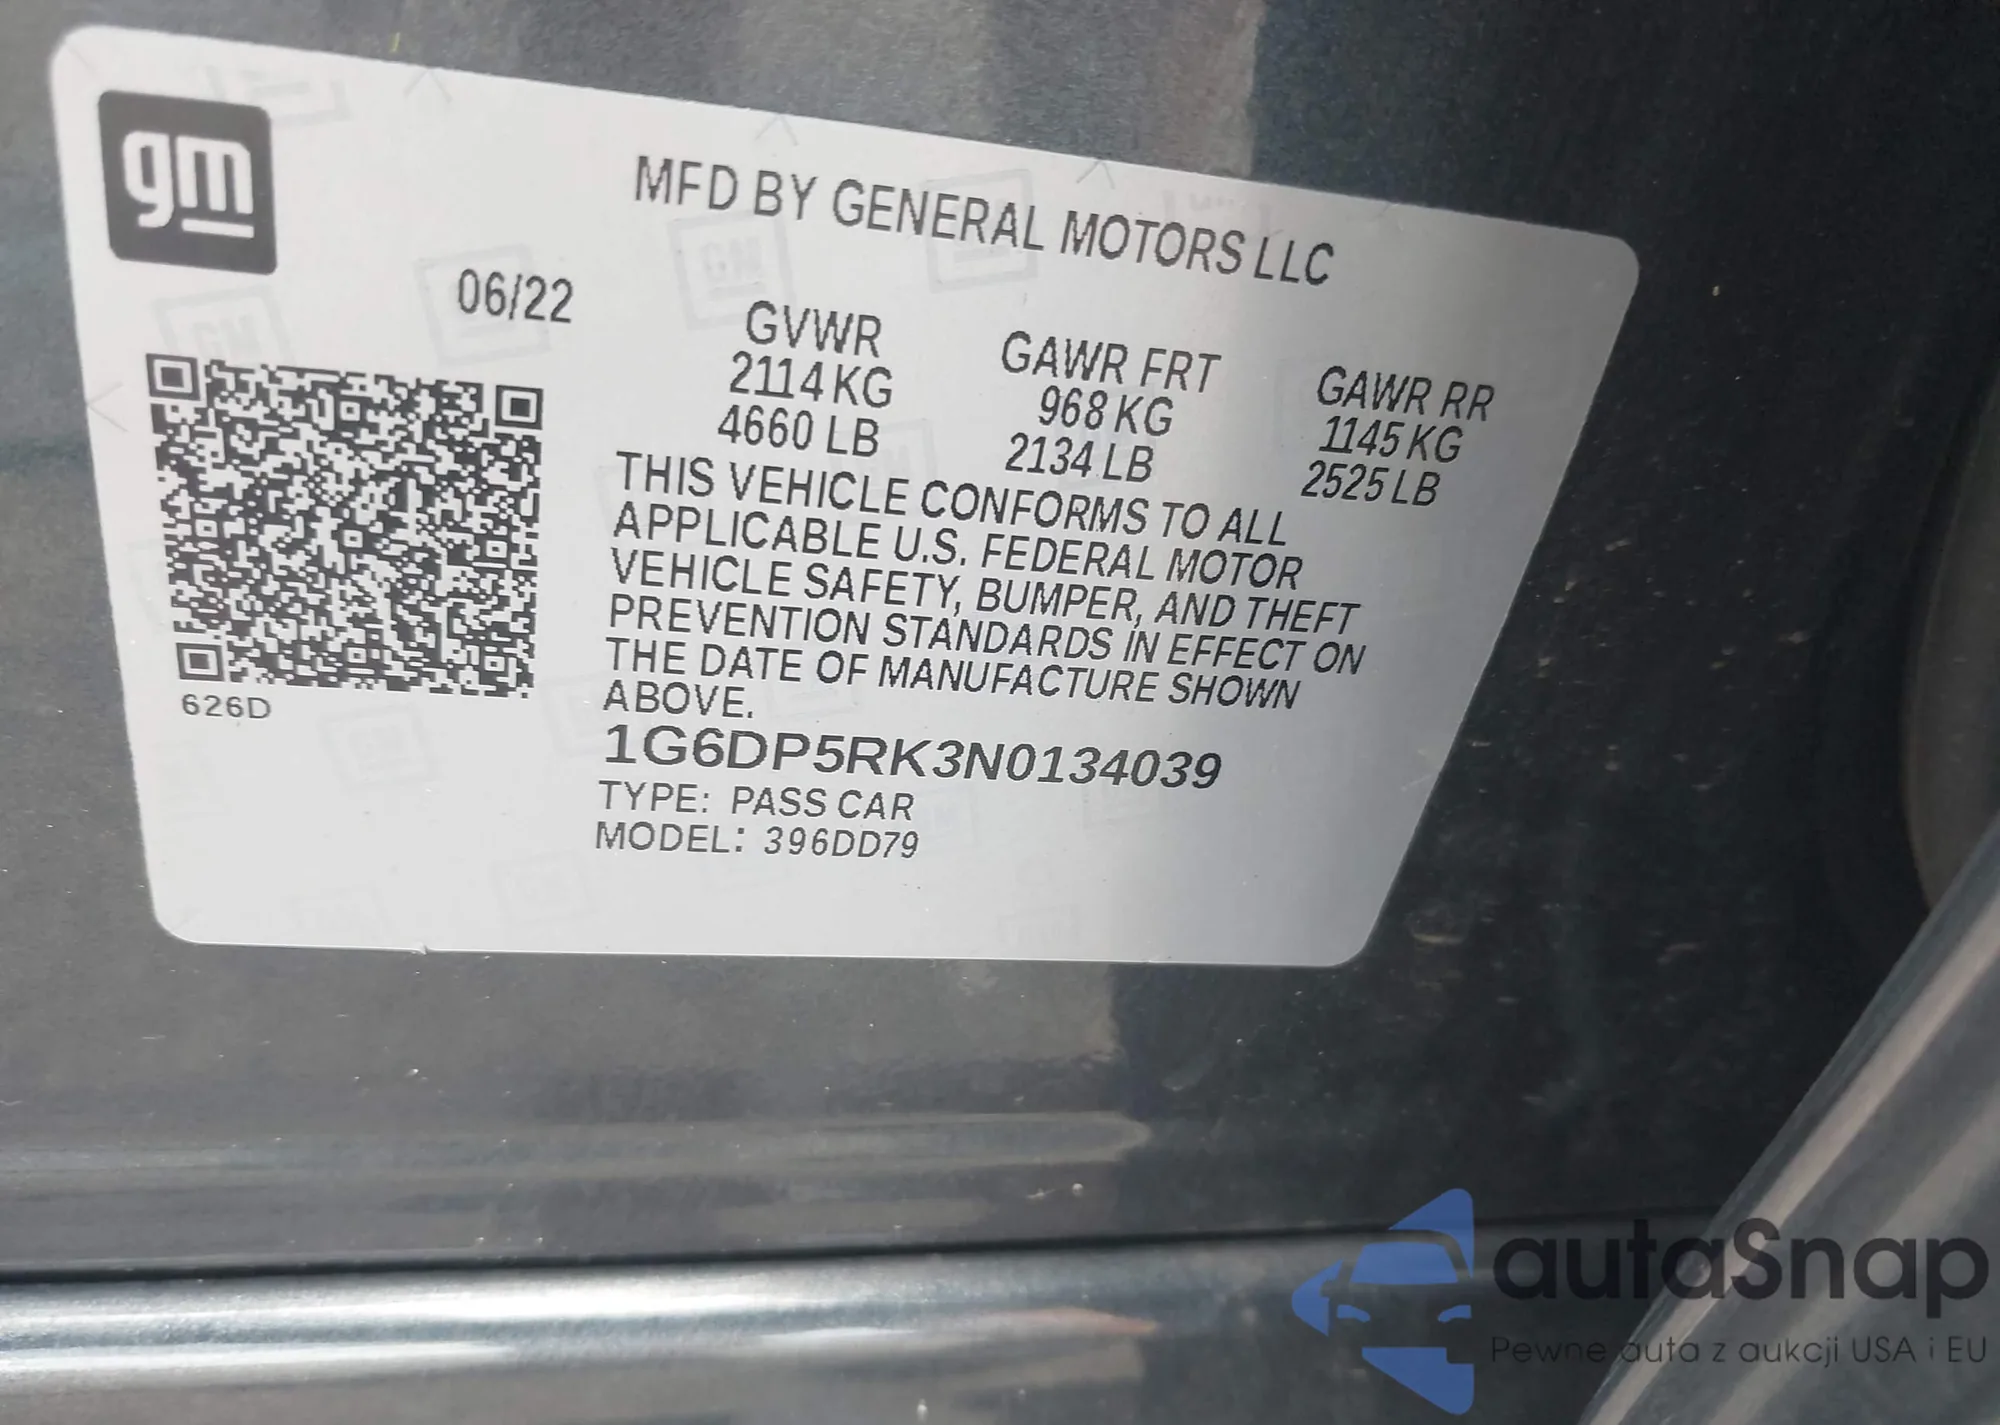 gm
MFD BY GENERAL MOTORS LLC
06/22
GVWR
2114 KG
4660 LB
GAWR FRT
968 KG
2134 LB
GAWR RR
1145 KG
2525 LB
THIS VEHICLE CONFORMS TO ALL
APPLICABLE U.S. FEDERAL MOTOR
VEHICLE SAFETY, BUMPER, AND THEFT
PREVENTION STANDARDS IN EFFECT ON
THE DATE OF MANUFACTURE SHOWN
ABOVE.
626D
1G6DP5RK3N0134039
TYPE: PASS CAR
MODEL: 396DD79
autaSnap
Pewne auta z aukcji USA i EU